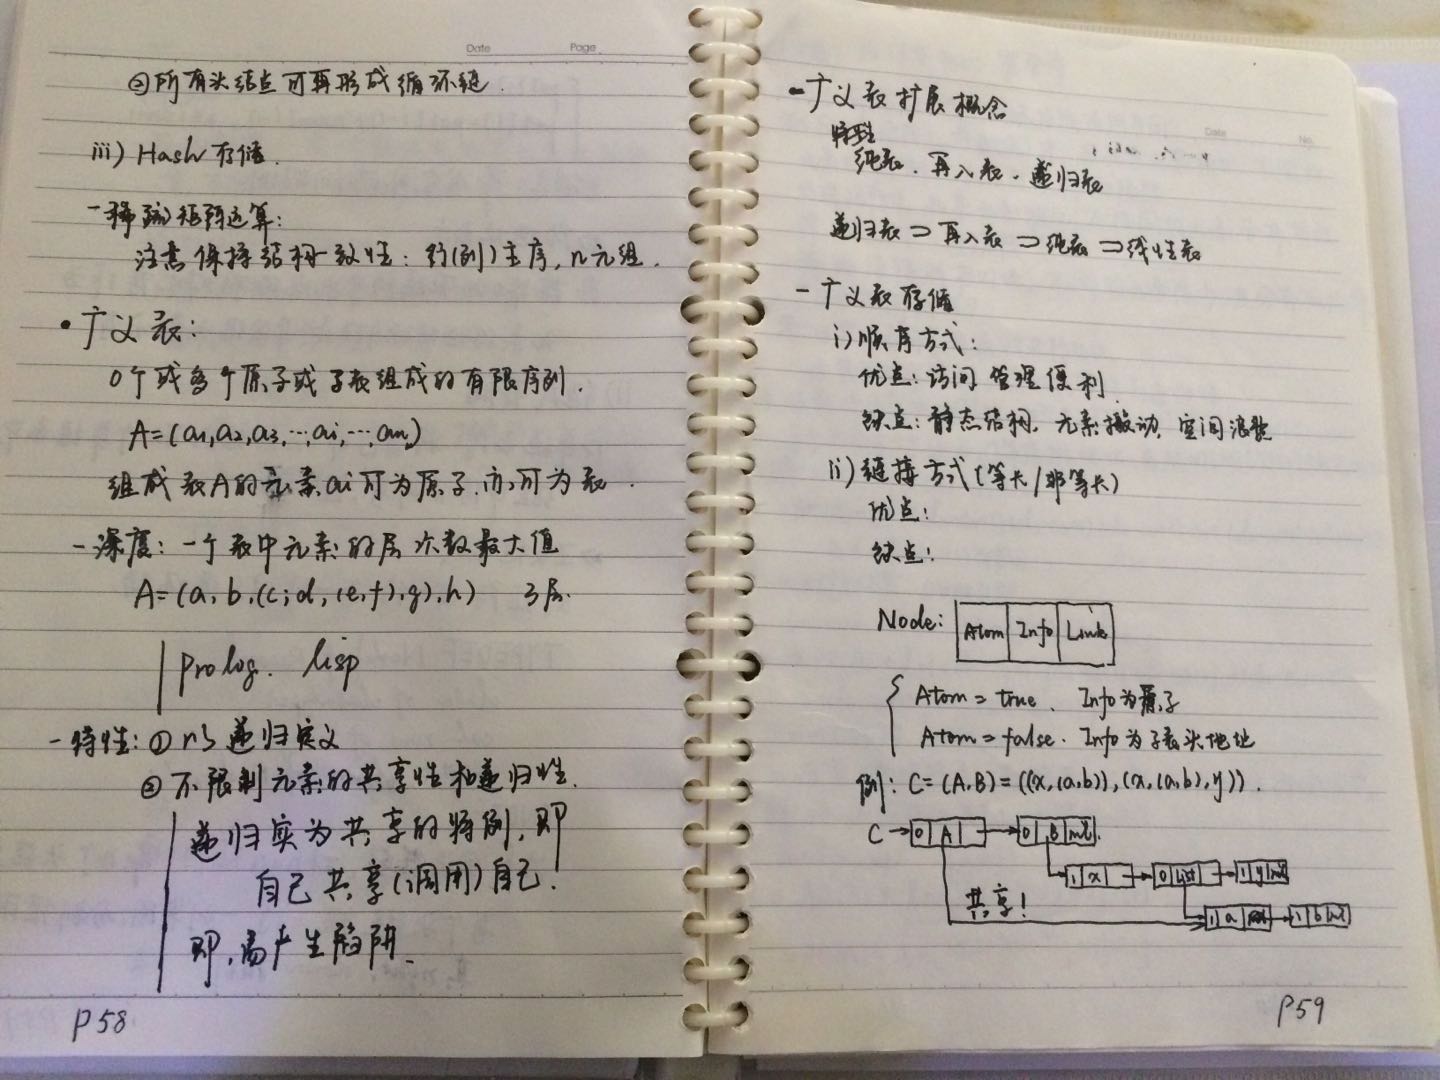 Date Page
②所有头结点可再形成循环链.
iii) Hash存储.
- 稀疏矩阵运算:
注意保持结构一致性: 行(列)主序, n元组.
• 广义表:
0个或多个原子或子表组成的有限序列.
A=(a1,a2,a3,…,ai,…,an)
组成表A的元素ai可为原子.亦可为表.
- 深度: 一个表中元素的层次数最大值
A=(a,b,(c,d,(e,f),g),h) 3层.
prolog. lisp
- 特性: ① 递归定义
②不限制元素的共享性和递归性.
递归实为共享的特例, 即
自己共享(调用)自己.
即,易产生陷阱.
P58
- 广义表扩展概念
Date No.
特性
纯表. 再入表. 递归表
递归表⊃再入表⊃纯表⊃线性表
- 广义表存储
i)顺序方式:
优点: 访问管理便利.
缺点: 静态结构, 元素搬动, 空间浪费
ii)链接方式(等长/非等长)
优点:
缺点:
Node: Atom Info Link
Atom = true. Info为原子
Atom = false. Info为子表头地址
例: C=(A,B)=((x,(a,b)),(x,(a,b),y)).
C → 0 A 0 B nil
1 x 0 list 1 y nil
共享!
1 a 1 b nil
P59